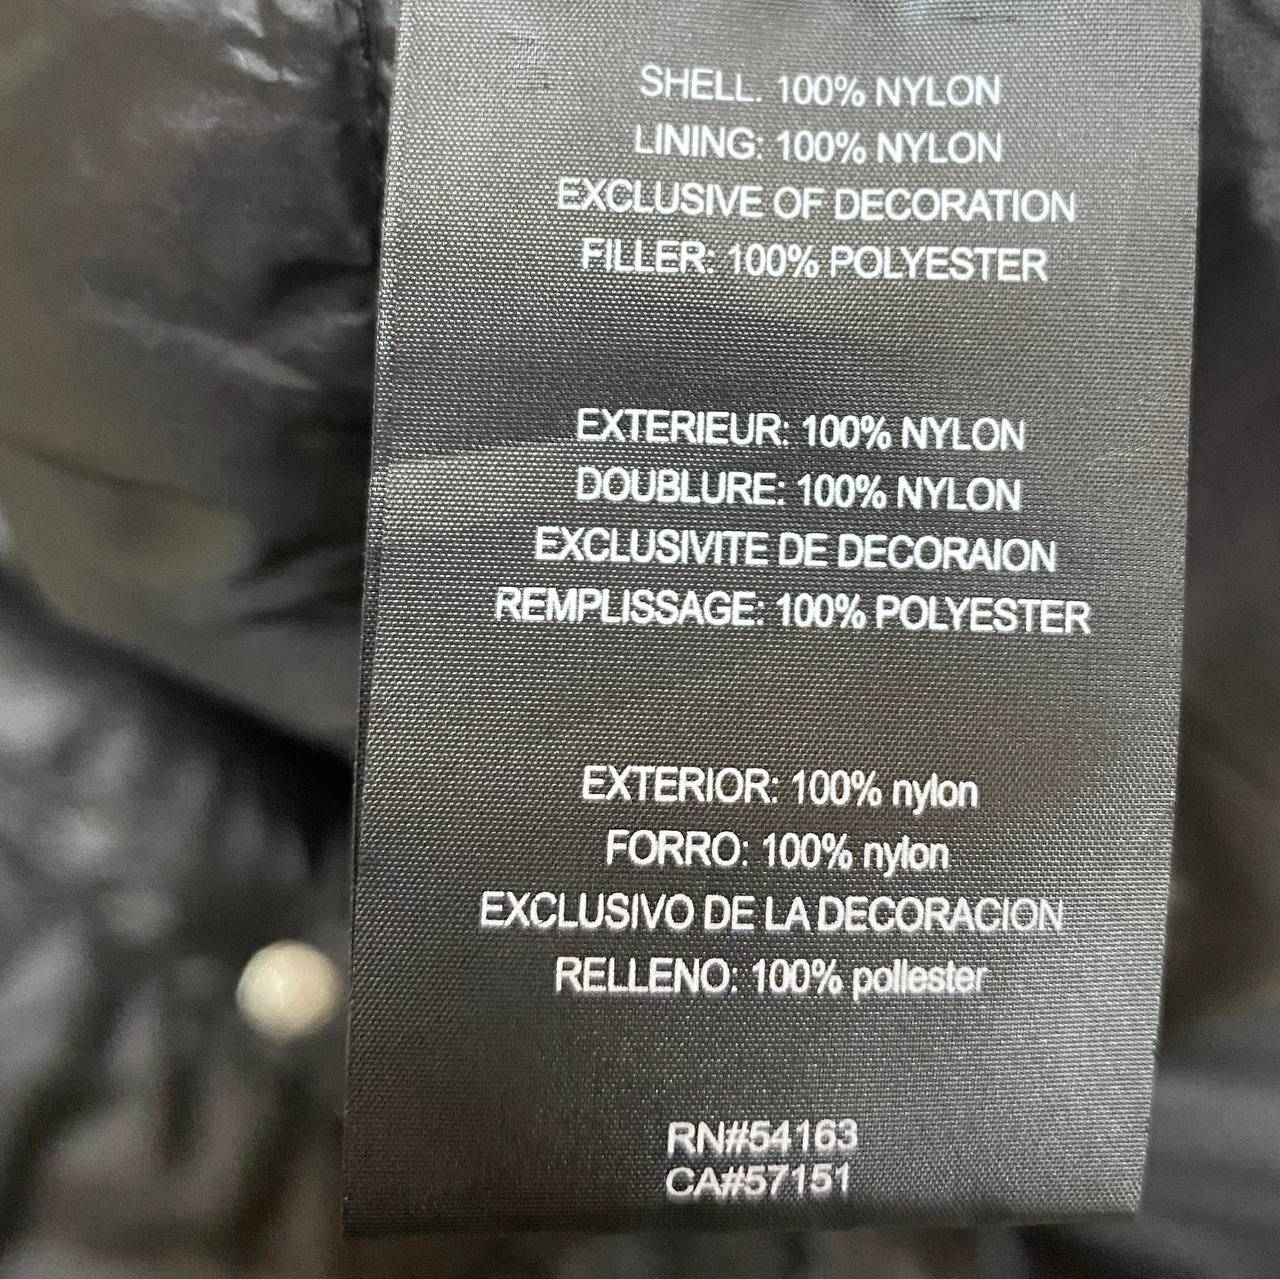 SHELL. 100% NYLON
LINING: 100% NYLON
EXCLUSIVE OF DECORATION
FILLER: 100% POLYESTER
EXTERIEUR: 100% NYLON
DOUBLURE: 100% NYLON
EXCLUSIVITE DE DECORAION
REMPLISSAGE: 100% POLYESTER
EXTERIOR: 100% nylon
FORRO: 100% nylon
EXCLUSIVO DE LA DECORACION
RELLENO: 100% poliester
RN#54163
CA#57151